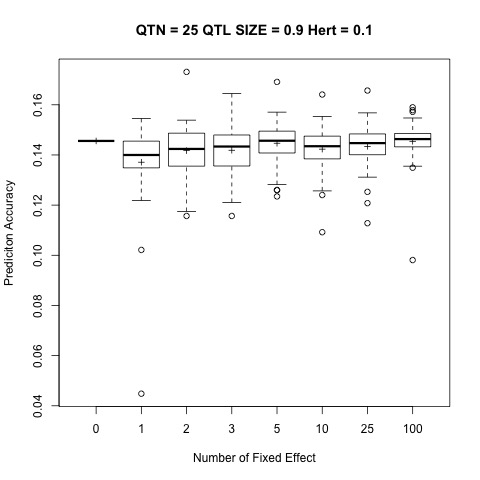 QTN = 25 QTL SIZE = 0.9 Hert = 0.1
Prediciton Accuracy
0.16
0.14
0.12
0.10
0.08
0.06
0.04
0 1 2 3 5 10 25 100
Number of Fixed Effect